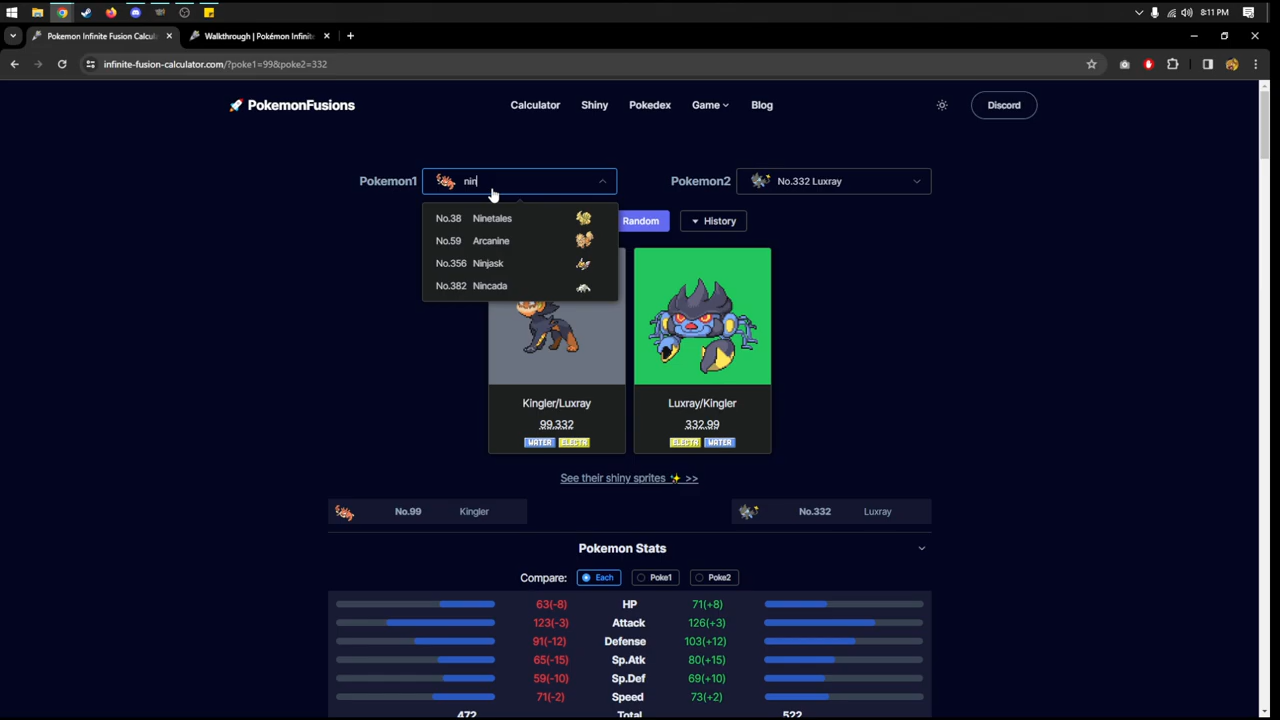 8:11 PM
Pokemon Infinite Fusion Calcula
Walkthrough | Pokémon Infinite
infinite-fusion-calculator.com/?poke1=99&poke2=332
PokemonFusions
Calculator Shiny Pokedex Game Blog
Discord
Pokemon1 nin
Pokemon2 No.332 Luxray
No.38 Ninetales
No.59 Arcanine
No.356 Ninjask
No.382 Nincada
Random History
Kingler/Luxray
99.332
WATER ELECTR
Luxray/Kingler
332.99
ELECTR WATER
See their shiny sprites ✨ >>
No.99 Kingler
No.332 Luxray
Pokemon Stats
Compare: Each Poke1 Poke2
63(-8) HP 71(+8)
123(-3) Attack 126(+3)
91(-12) Defense 103(+12)
65(-15) Sp.Atk 80(+15)
59(-10) Sp.Def 69(+10)
71(-2) Speed 73(+2)
472 Total 522